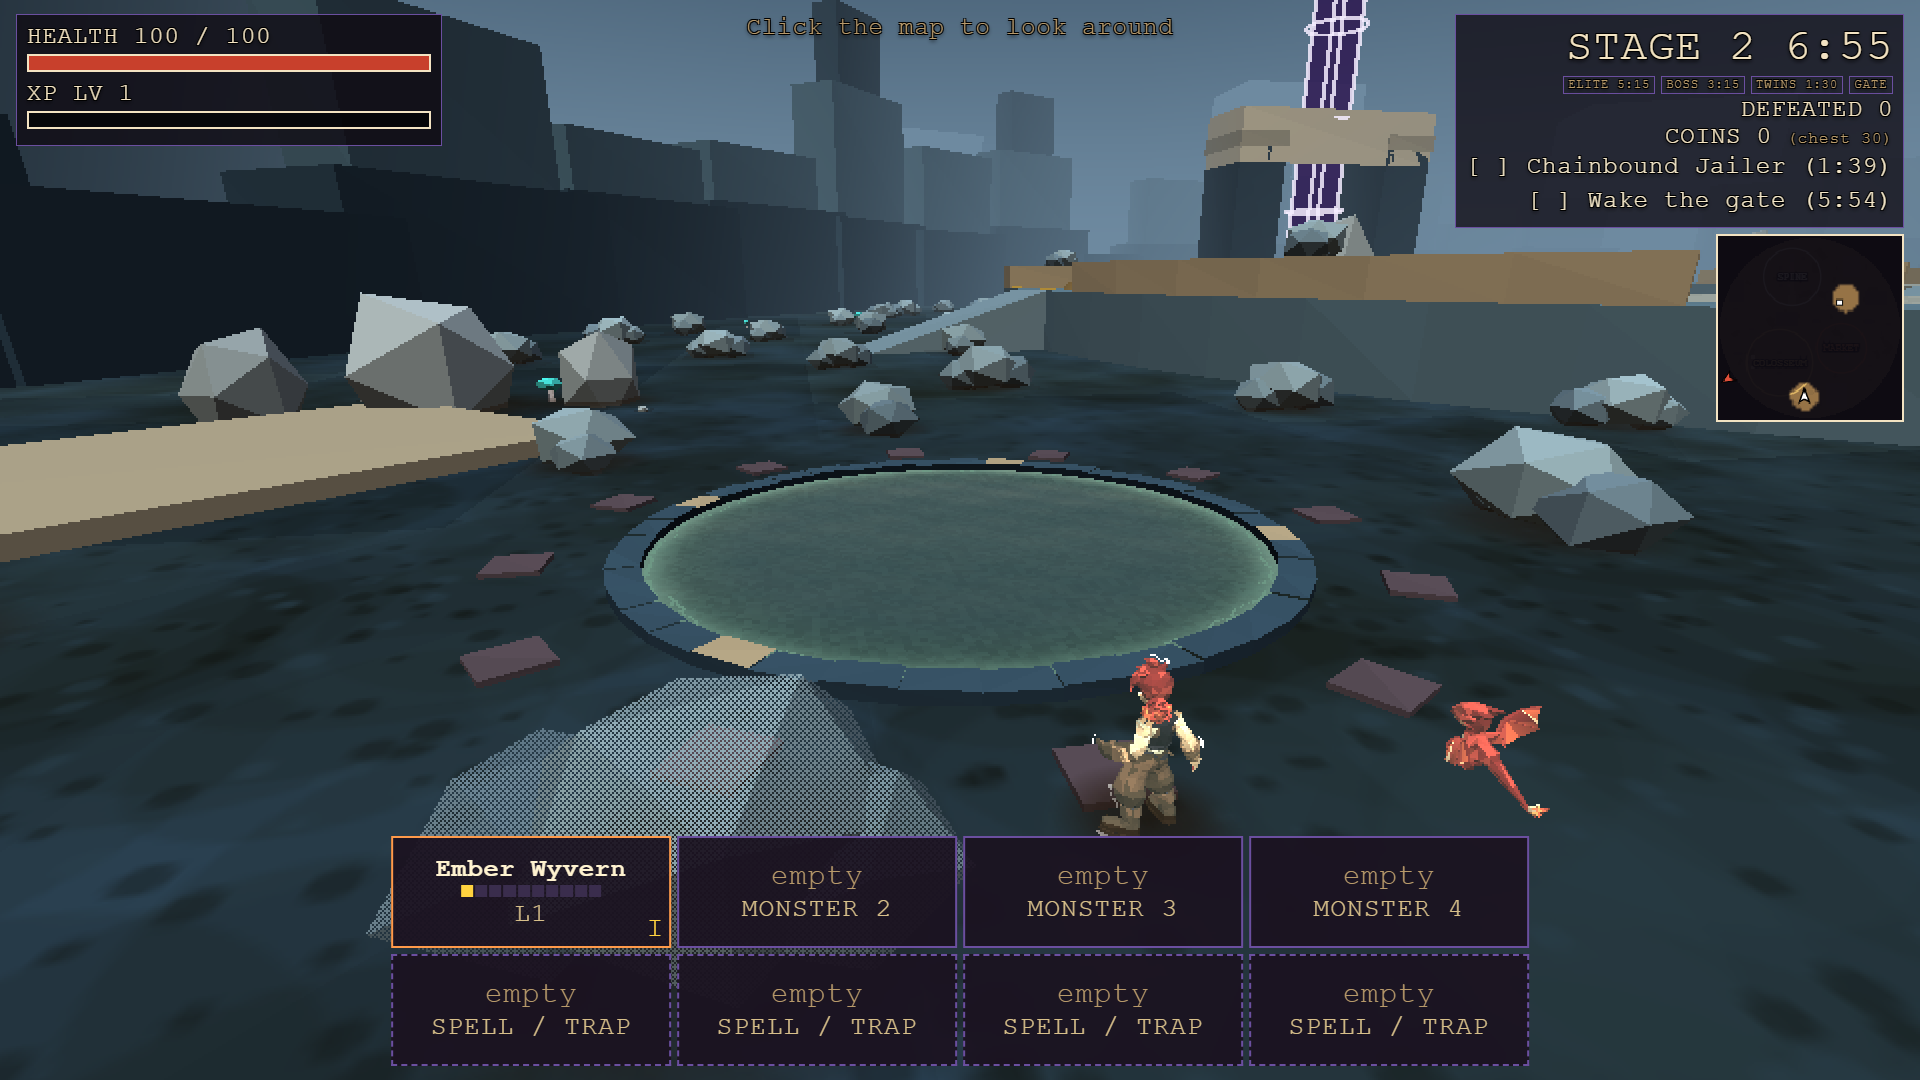 HEALTH 100 / 100
XP LV 1
Click the map to look around
STAGE 2 6:55
ELITE 5:15 BOSS 3:15 TWINS 1:30 GATE
DEFEATED 0
COINS 0 (chest 30)
[ ] Chainbound Jailer (1:39)
[ ] Wake the gate (5:54)
Ember Wyvern
L1
I
empty
MONSTER 2
empty
MONSTER 3
empty
MONSTER 4
empty
SPELL / TRAP
empty
SPELL / TRAP
empty
SPELL / TRAP
empty
SPELL / TRAP